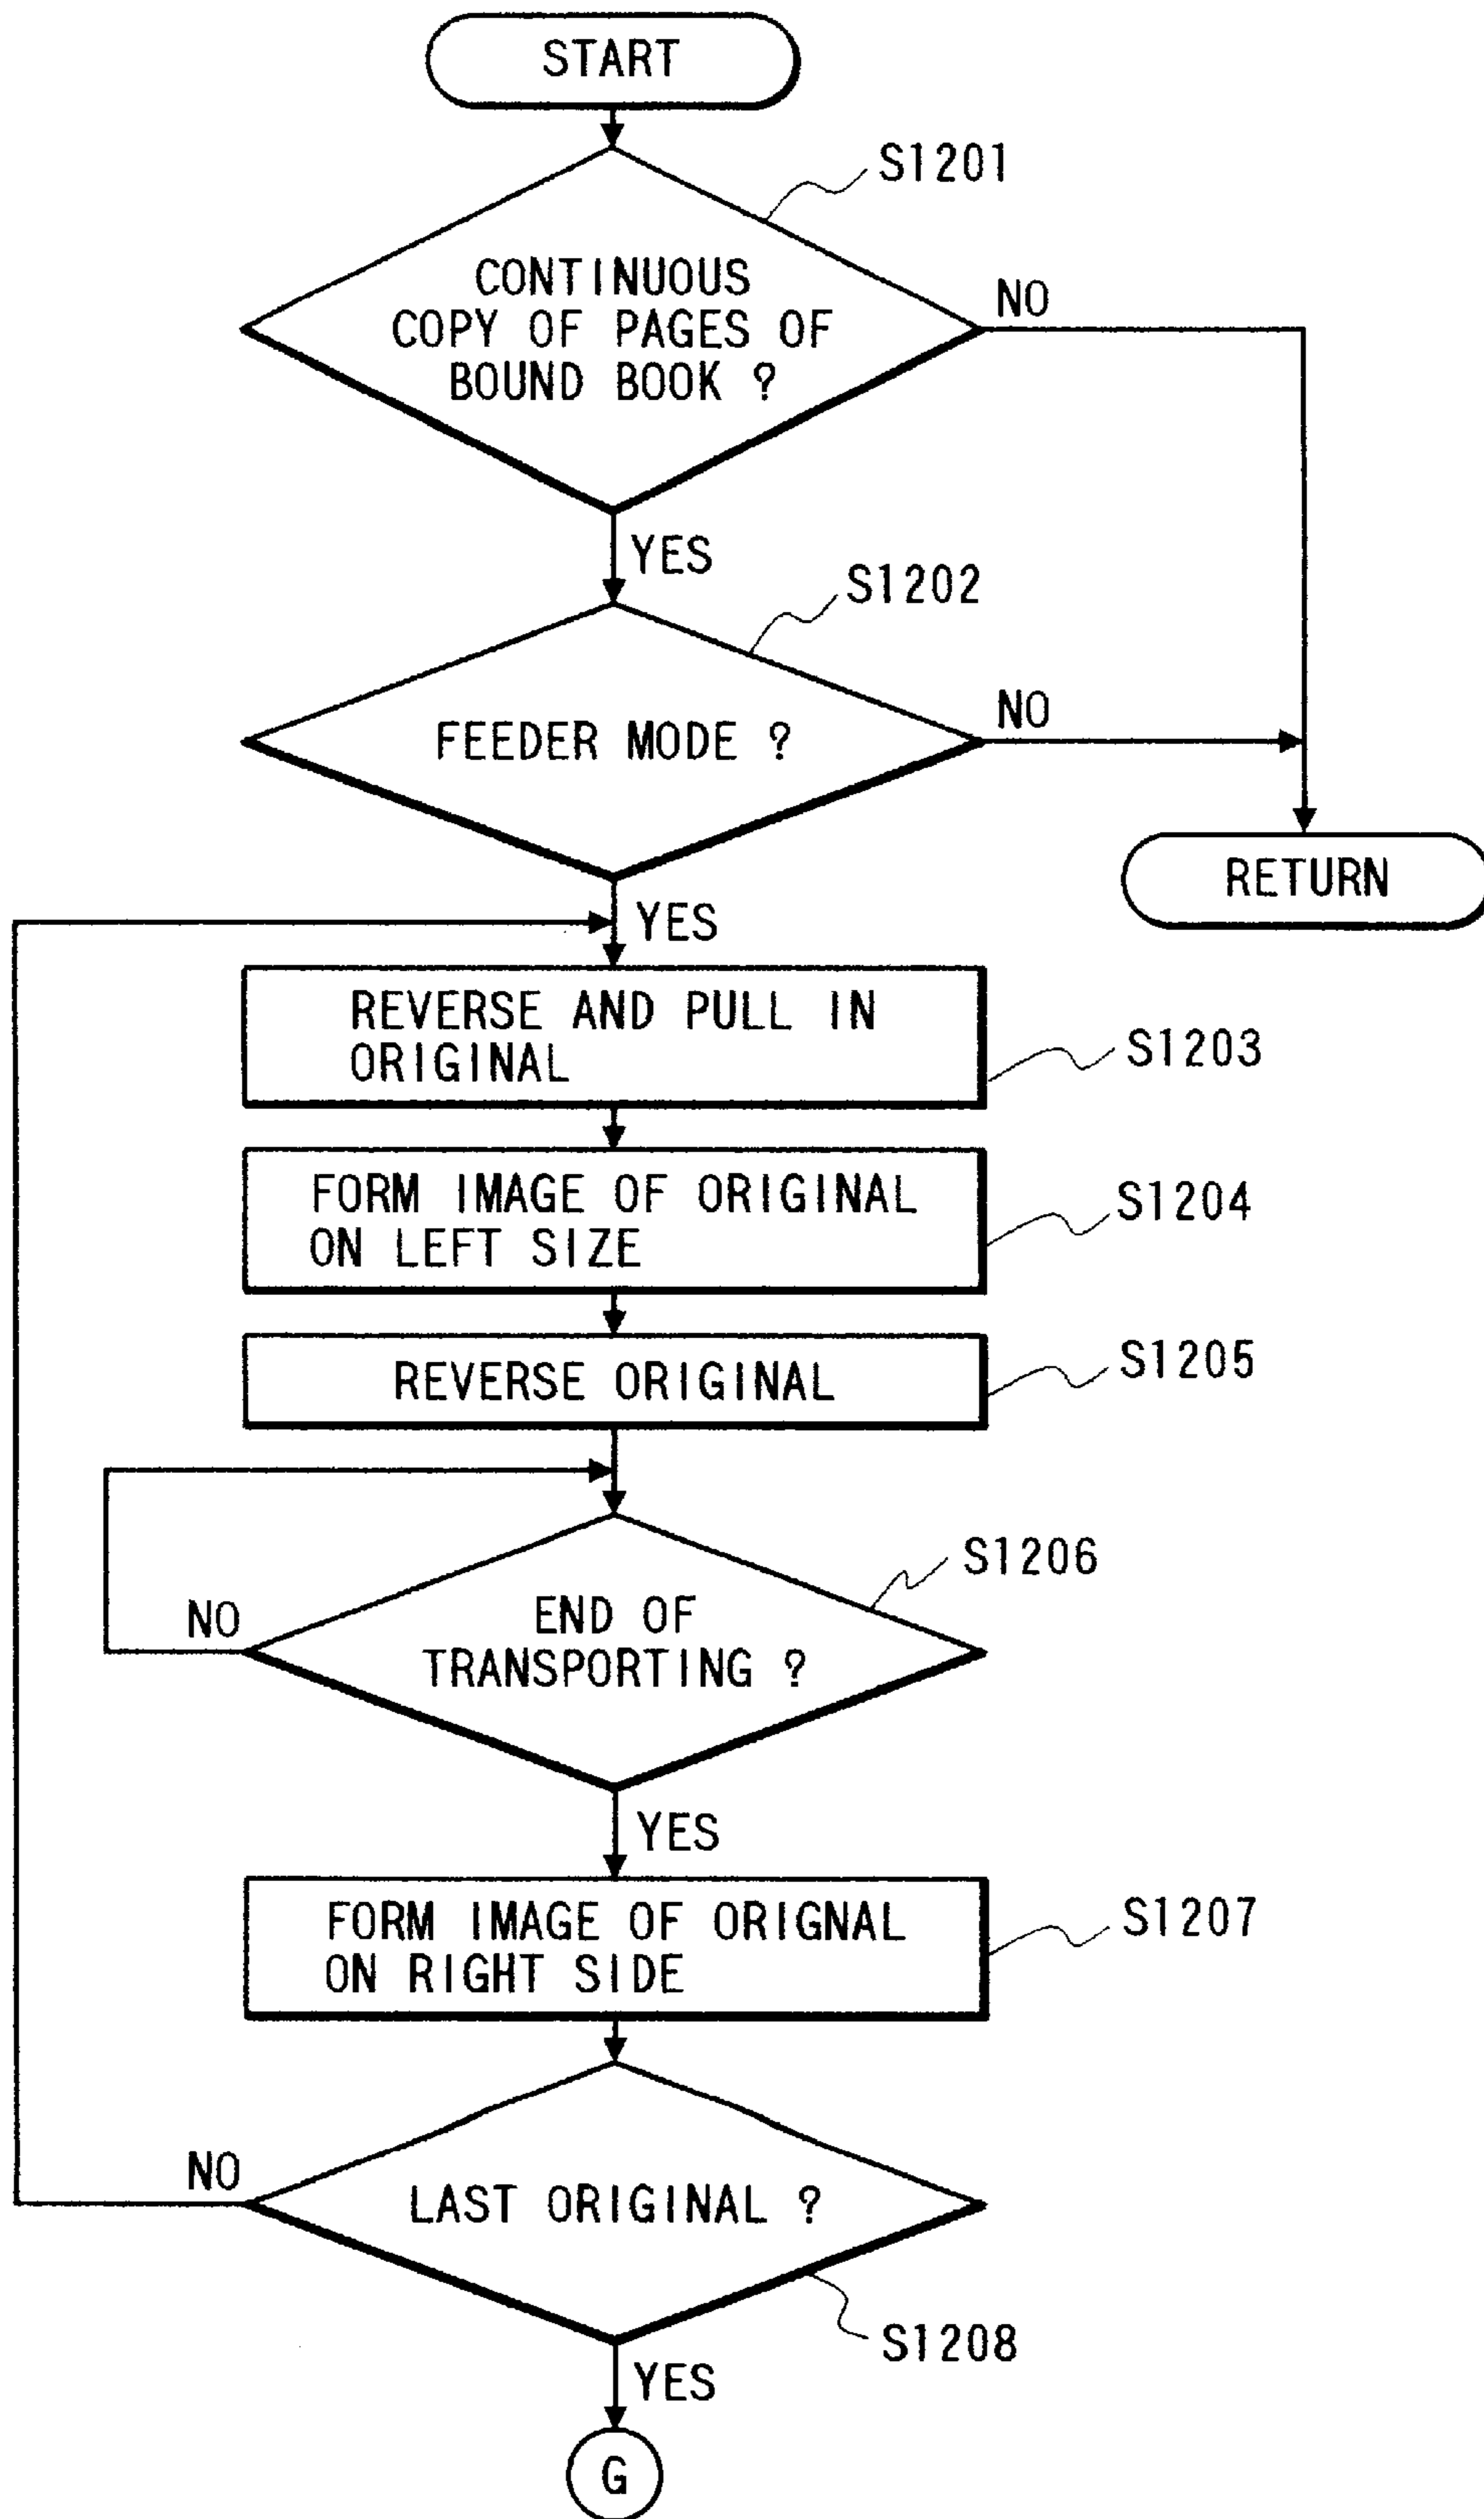 START
S1201
CONTINUOUS
COPY OF PAGES OF
BOUND BOOK ?
NO
YES
S1202
FEEDER MODE ?
NO
RETURN
YES
REVERSE AND PULL IN
ORIGINAL
S1203
FORM IMAGE OF ORIGINAL
ON LEFT SIZE
S1204
REVERSE ORIGINAL
S1205
S1206
END OF
TRANSPORTING ?
NO
YES
FORM IMAGE OF ORIGNAL
ON RIGHT SIDE
S1207
NO
LAST ORIGINAL ?
S1208
YES
G